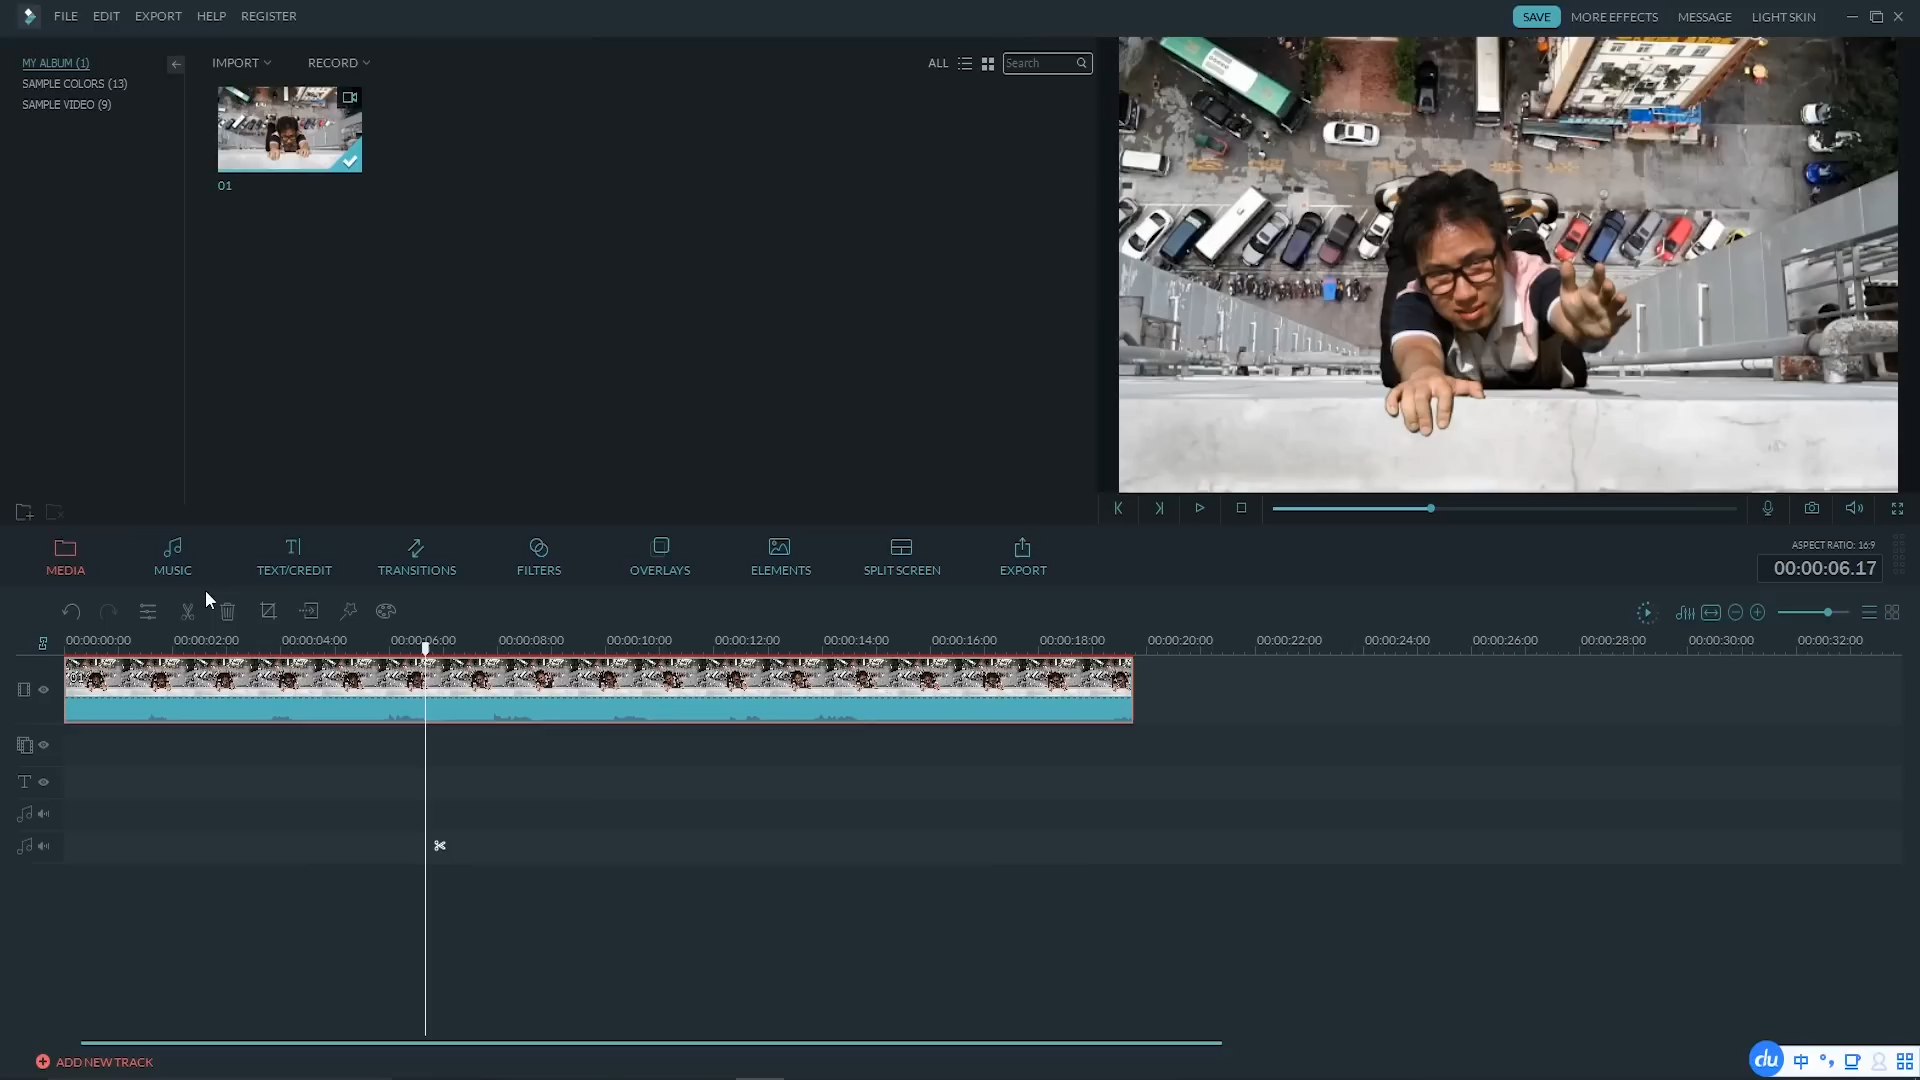 FILE EDIT EXPORT HELP REGISTER
SAVE MORE EFFECTS MESSAGE LIGHT SKIN
MY ALBUM (1)
SAMPLE COLORS (13)
SAMPLE VIDEO (9)
IMPORT RECORD
ALL Search
01
MEDIA MUSIC TEXT/CREDIT TRANSITIONS FILTERS OVERLAYS ELEMENTS SPLIT SCREEN EXPORT
ASPECT RATIO: 16:9
00:00:06.17
00:00:00:00 00:00:02:00 00:00:04:00 00:00:06:00 00:00:08:00 00:00:10:00 00:00:12:00 00:00:14:00 00:00:16:00 00:00:18:00 00:00:20:00 00:00:22:00 00:00:24:00 00:00:26:00 00:00:28:00 00:00:30:00 00:00:32:00
01
ADD NEW TRACK
du 中